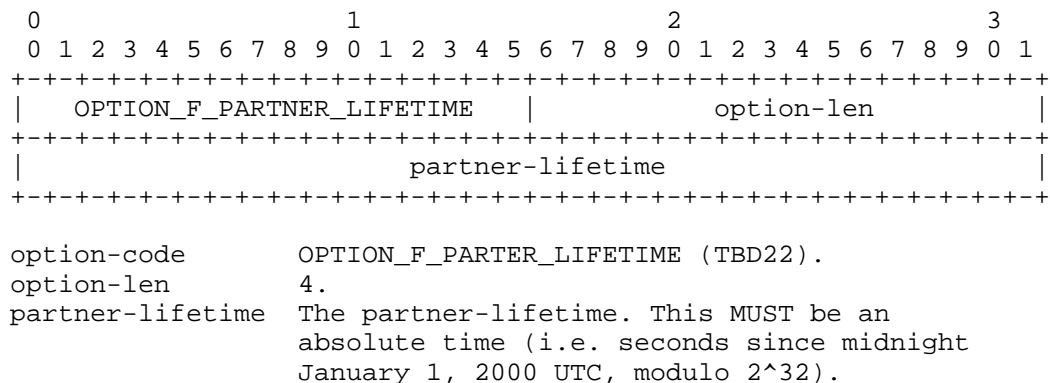 0                   1                   2                   3
 0 1 2 3 4 5 6 7 8 9 0 1 2 3 4 5 6 7 8 9 0 1 2 3 4 5 6 7 8 9 0 1
+-+-+-+-+-+-+-+-+-+-+-+-+-+-+-+-+-+-+-+-+-+-+-+-+-+-+-+-+-+-+-+-+
|   OPTION_F_PARTNER_LIFETIME   |           option-len          |
+-+-+-+-+-+-+-+-+-+-+-+-+-+-+-+-+-+-+-+-+-+-+-+-+-+-+-+-+-+-+-+-+
|                        partner-lifetime                       |
+-+-+-+-+-+-+-+-+-+-+-+-+-+-+-+-+-+-+-+-+-+-+-+-+-+-+-+-+-+-+-+-+
option-code       OPTION_F_PARTER_LIFETIME (TBD22).
option-len        4.
partner-lifetime  The partner-lifetime. This MUST be an
                  absolute time (i.e. seconds since midnight
                  January 1, 2000 UTC, modulo 2^32).